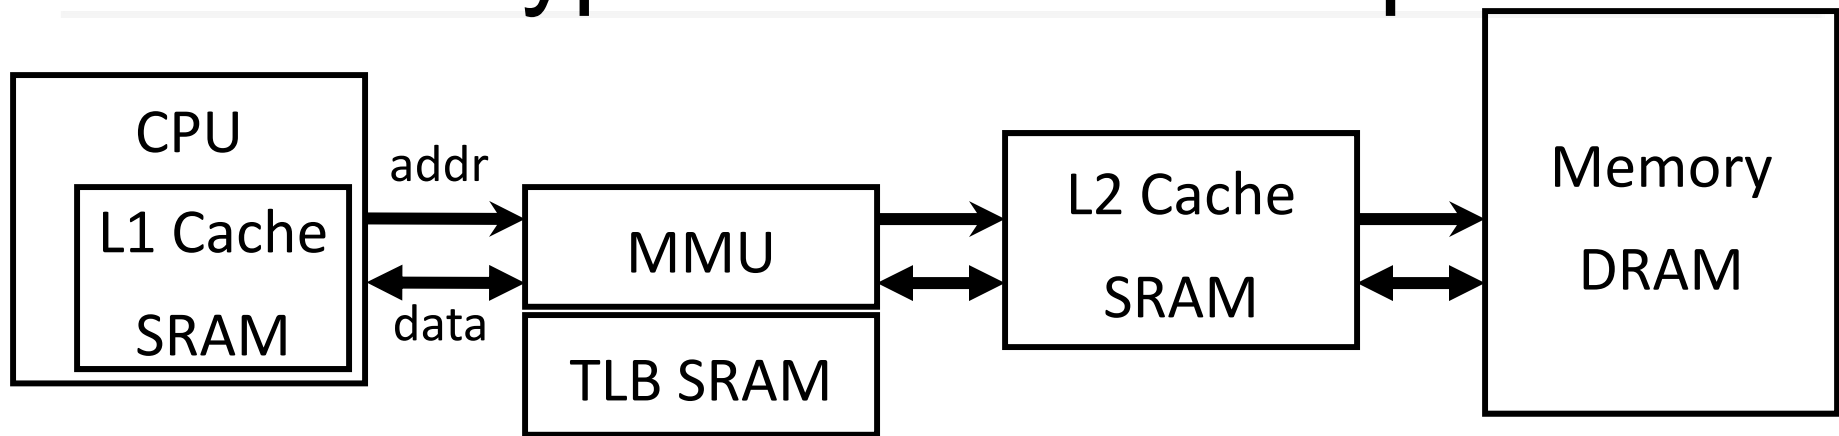 CPU
L1 Cache
SRAM
addr
data
MMU
TLB SRAM
L2 Cache
SRAM
Memory
DRAM